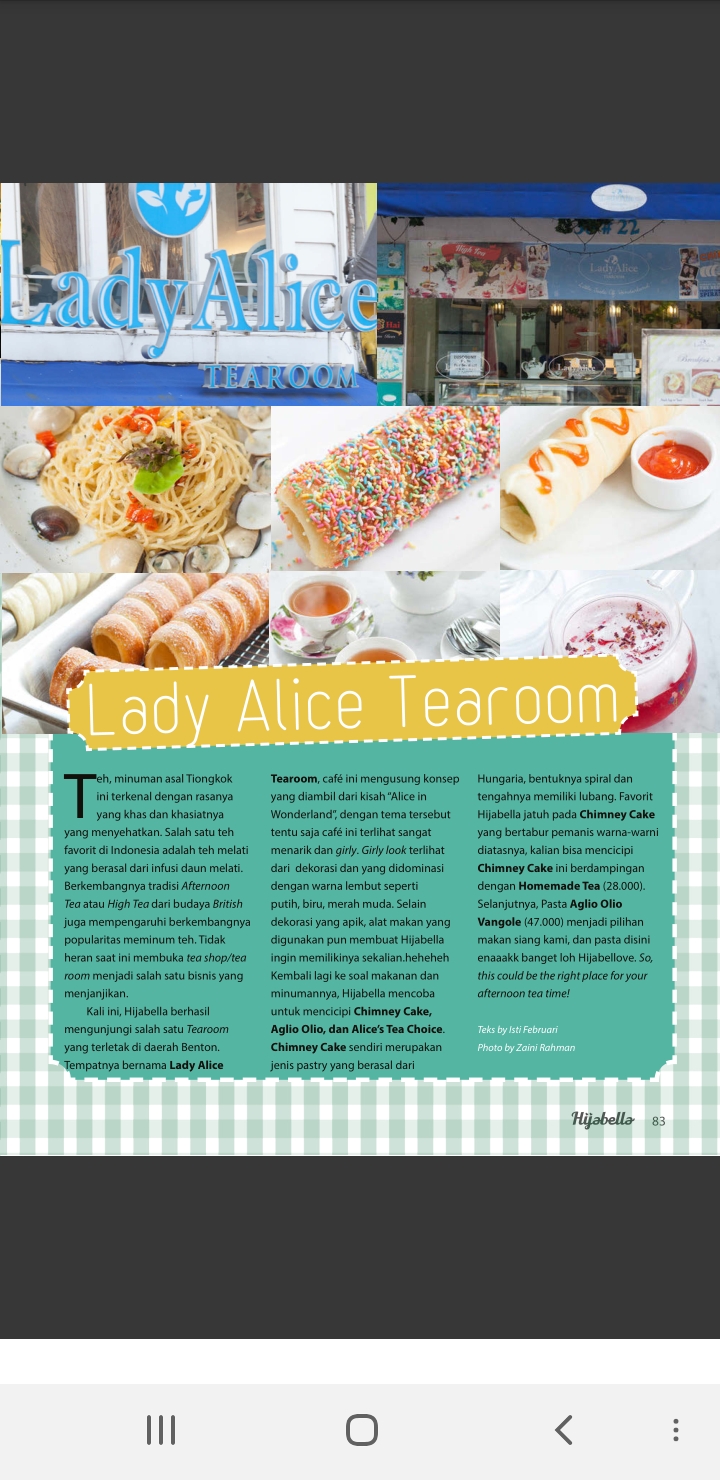 LadyAlice
TEAROOM
# 22
High Tea
LadyAlice
Hai
Lady Alice Tearoom
Teh, minuman asal Tiongkok
ini terkenal dengan rasanya
yang khas dan khasiatnya
yang menyehatkan. Salah satu teh
favorit di Indonesia adalah teh melati
yang berasal dari infusi daun melati.
Berkembangnya tradisi Afternoon
Tea atau High Tea dari budaya British
juga mempengaruhi berkembangnya
popularitas meminum teh. Tidak
heran saat ini membuka tea shop/tea
room menjadi salah satu bisnis yang
menjanjikan.
Kali ini, Hijabella berhasil
mengunjungi salah satu Tearoom
yang terletak di daerah Benton.
Tempatnya bernama Lady Alice
Tearoom, café ini mengusung konsep
yang diambil dari kisah "Alice in
Wonderland", dengan tema tersebut
tentu saja café ini terlihat sangat
menarik dan girly. Girly look terlihat
dari dekorasi yang dan yang didominasi
dengan warna lembut seperti
putih, biru, merah muda. Selain
dekorasi yang apik, alat makan yang
digunakan pun membuat Hijabella
ingin memilikinya sekalian.heheheh
Kembali lagi ke soal makanan dan
minumannya, Hijabella mencoba
untuk mencicipi Chimney Cake,
Aglio Olio, dan Alice's Tea Choice.
Chimney Cake sendiri merupakan
jenis pastry yang berasal dari
Hungaria, bentuknya spiral dan
tengahnya memiliki lubang. Favorit
Hijabella jatuh pada Chimney Cake
yang bertabur pemanis warna-warni
diatasnya, kalian bisa mencicipi
Chimney Cake ini berdampingan
dengan Homemade Tea (28.000).
Selanjutnya, Pasta Aglio Olio
Vangole (47.000) menjadi pilihan
makan siang kami, dan pasta disini
enaaakk banget loh Hijabellove. So,
this could be the right place for your
afternoon tea time!
Teks by Isti Februari
Photo by Zaini Rahman
Hijabella 83